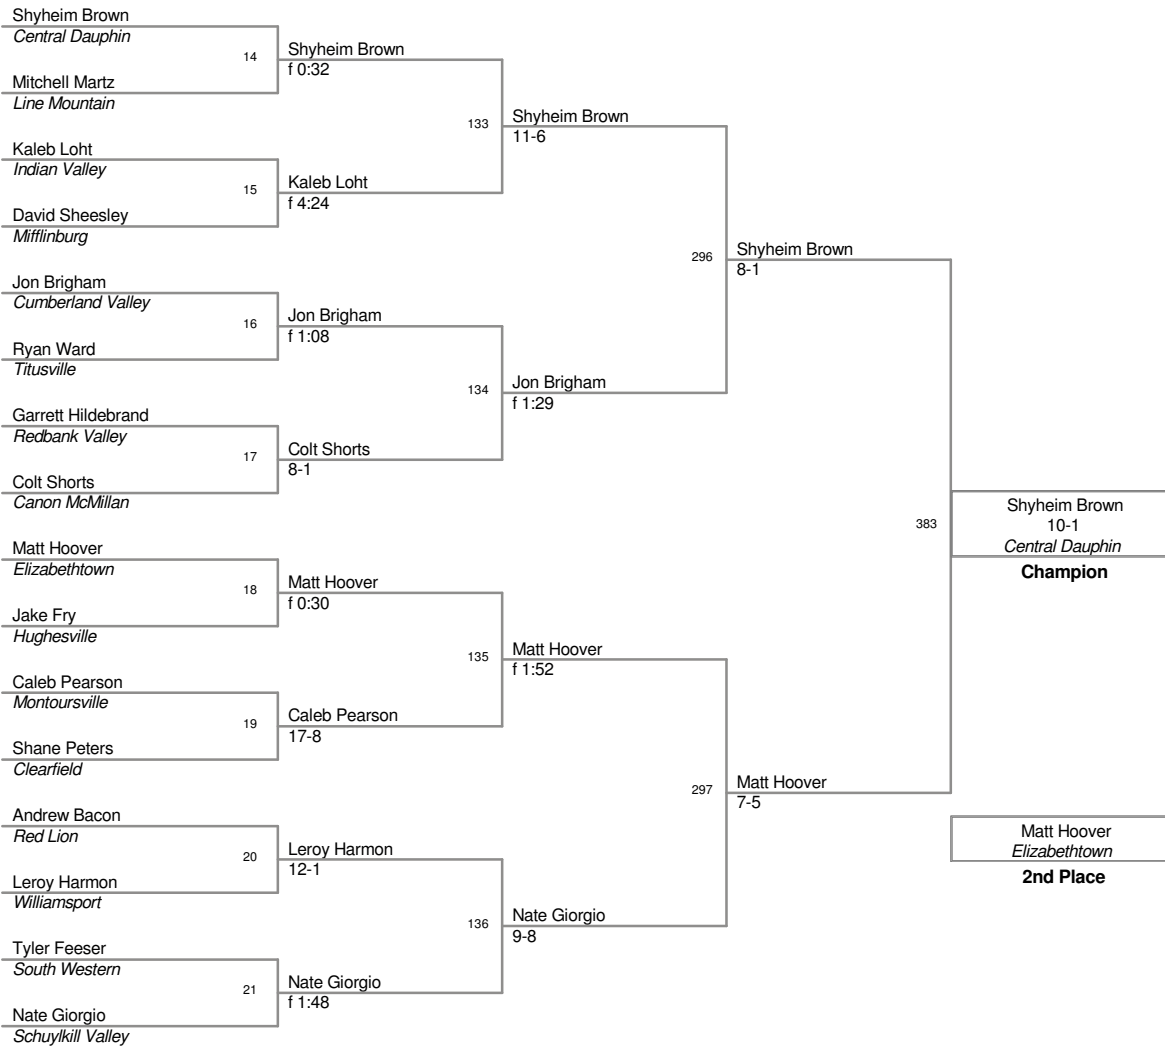 Shyheim Brown
Central Dauphin
14
Mitchell Martz
Line Mountain
Shyheim Brown
f 0:32
Kaleb Loht
Indian Valley
15
David Sheesley
Mifflinburg
Kaleb Loht
f 4:24
133
Shyheim Brown
11-6
Jon Brigham
Cumberland Valley
16
Ryan Ward
Titusville
Jon Brigham
f 1:08
Garrett Hildebrand
Redbank Valley
17
Colt Shorts
Canon McMillan
Colt Shorts
8-1
134
Jon Brigham
f 1:29
296
Shyheim Brown
8-1
Matt Hoover
Elizabethtown
18
Jake Fry
Hughesville
Matt Hoover
f 0:30
Caleb Pearson
Montoursville
19
Shane Peters
Clearfield
Caleb Pearson
17-8
135
Matt Hoover
f 1:52
Andrew Bacon
Red Lion
20
Leroy Harmon
Williamsport
Leroy Harmon
12-1
Tyler Feeser
South Western
21
Nate Giorgio
Schuylkill Valley
Nate Giorgio
f 1:48
136
Nate Giorgio
9-8
297
Matt Hoover
7-5
383
Shyheim Brown
10-1
Central Dauphin
Champion
Matt Hoover
Elizabethtown
2nd Place